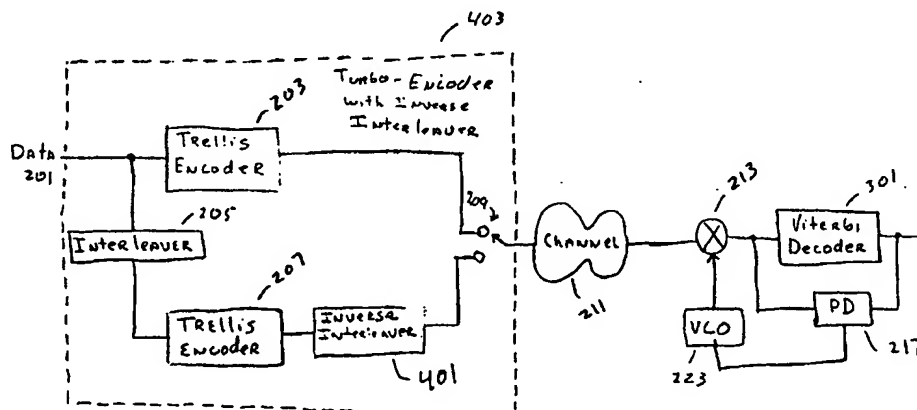 403
Turbo-Encoder
with Inverse
Interleaver
203
Trellis
Encoder
Data
201
205
Interleaver
207
Trellis
Encoder
Inverse
Interleaver
401
209
Channel
211
213
301
Viterbi
Decoder
PD
217
VCO
223